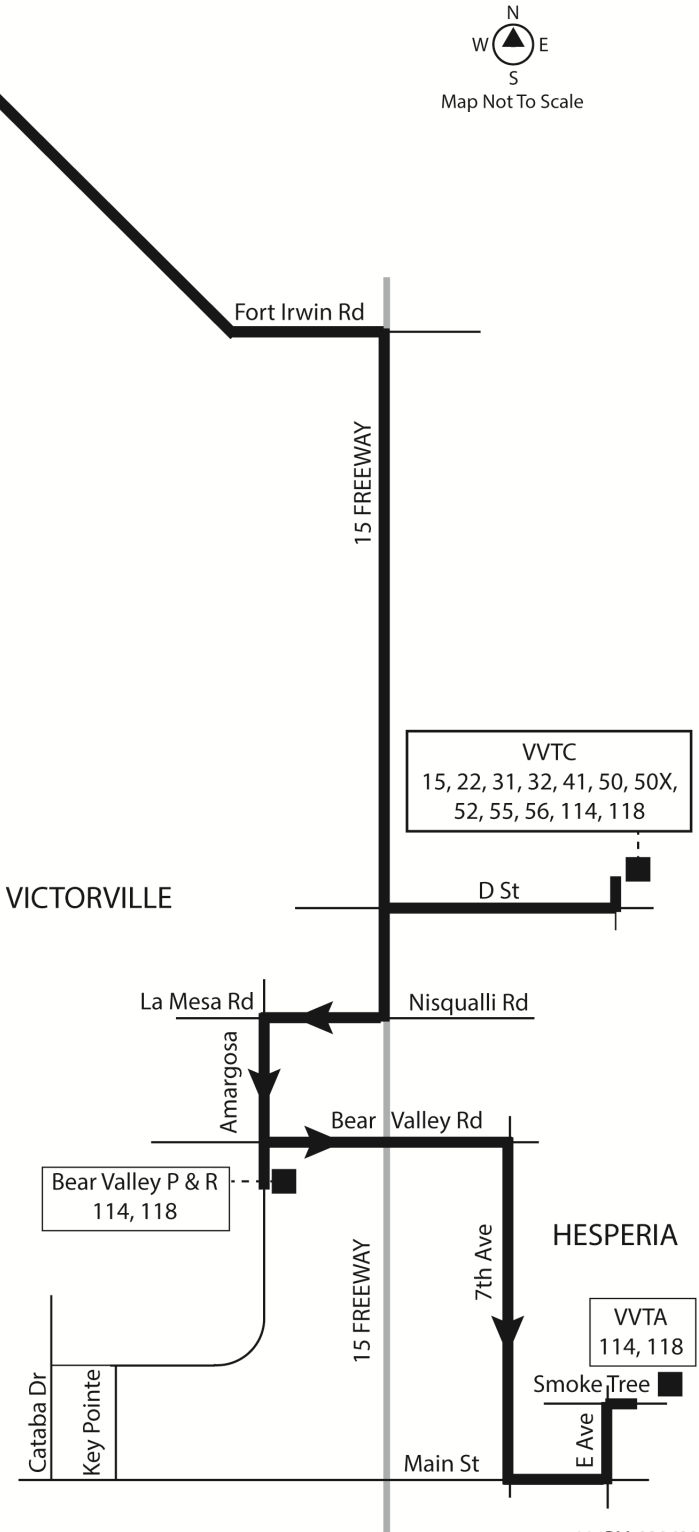 N
W E
S
Map Not To Scale
Fort Irwin Rd
15 FREEWAY
VVTC
15, 22, 31, 32, 41, 50, 50X,
52, 55, 56, 114, 118
VICTORVILLE
D St
La Mesa Rd
Nisqualli Rd
Amargosa
Bear Valley Rd
Bear Valley P & R
114, 118
7th Ave
HESPERIA
15 FREEWAY
VVTA
114, 118
Smoke Tree
Cataba Dr
Key Pointe
E Ave
Main St